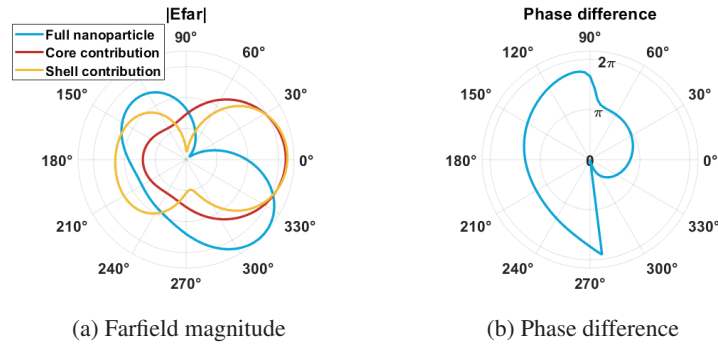 |Efar|
Full nanoparticle
Core contribution
Shell contribution
90°
60°
30°
0°
330°
300°
270°
240°
210°
180°
150°
(a) Farfield magnitude
Phase difference
90°
60°
30°
0°
330°
300°
270°
240°
210°
180°
150°
120°
2π
π
0
(b) Phase difference